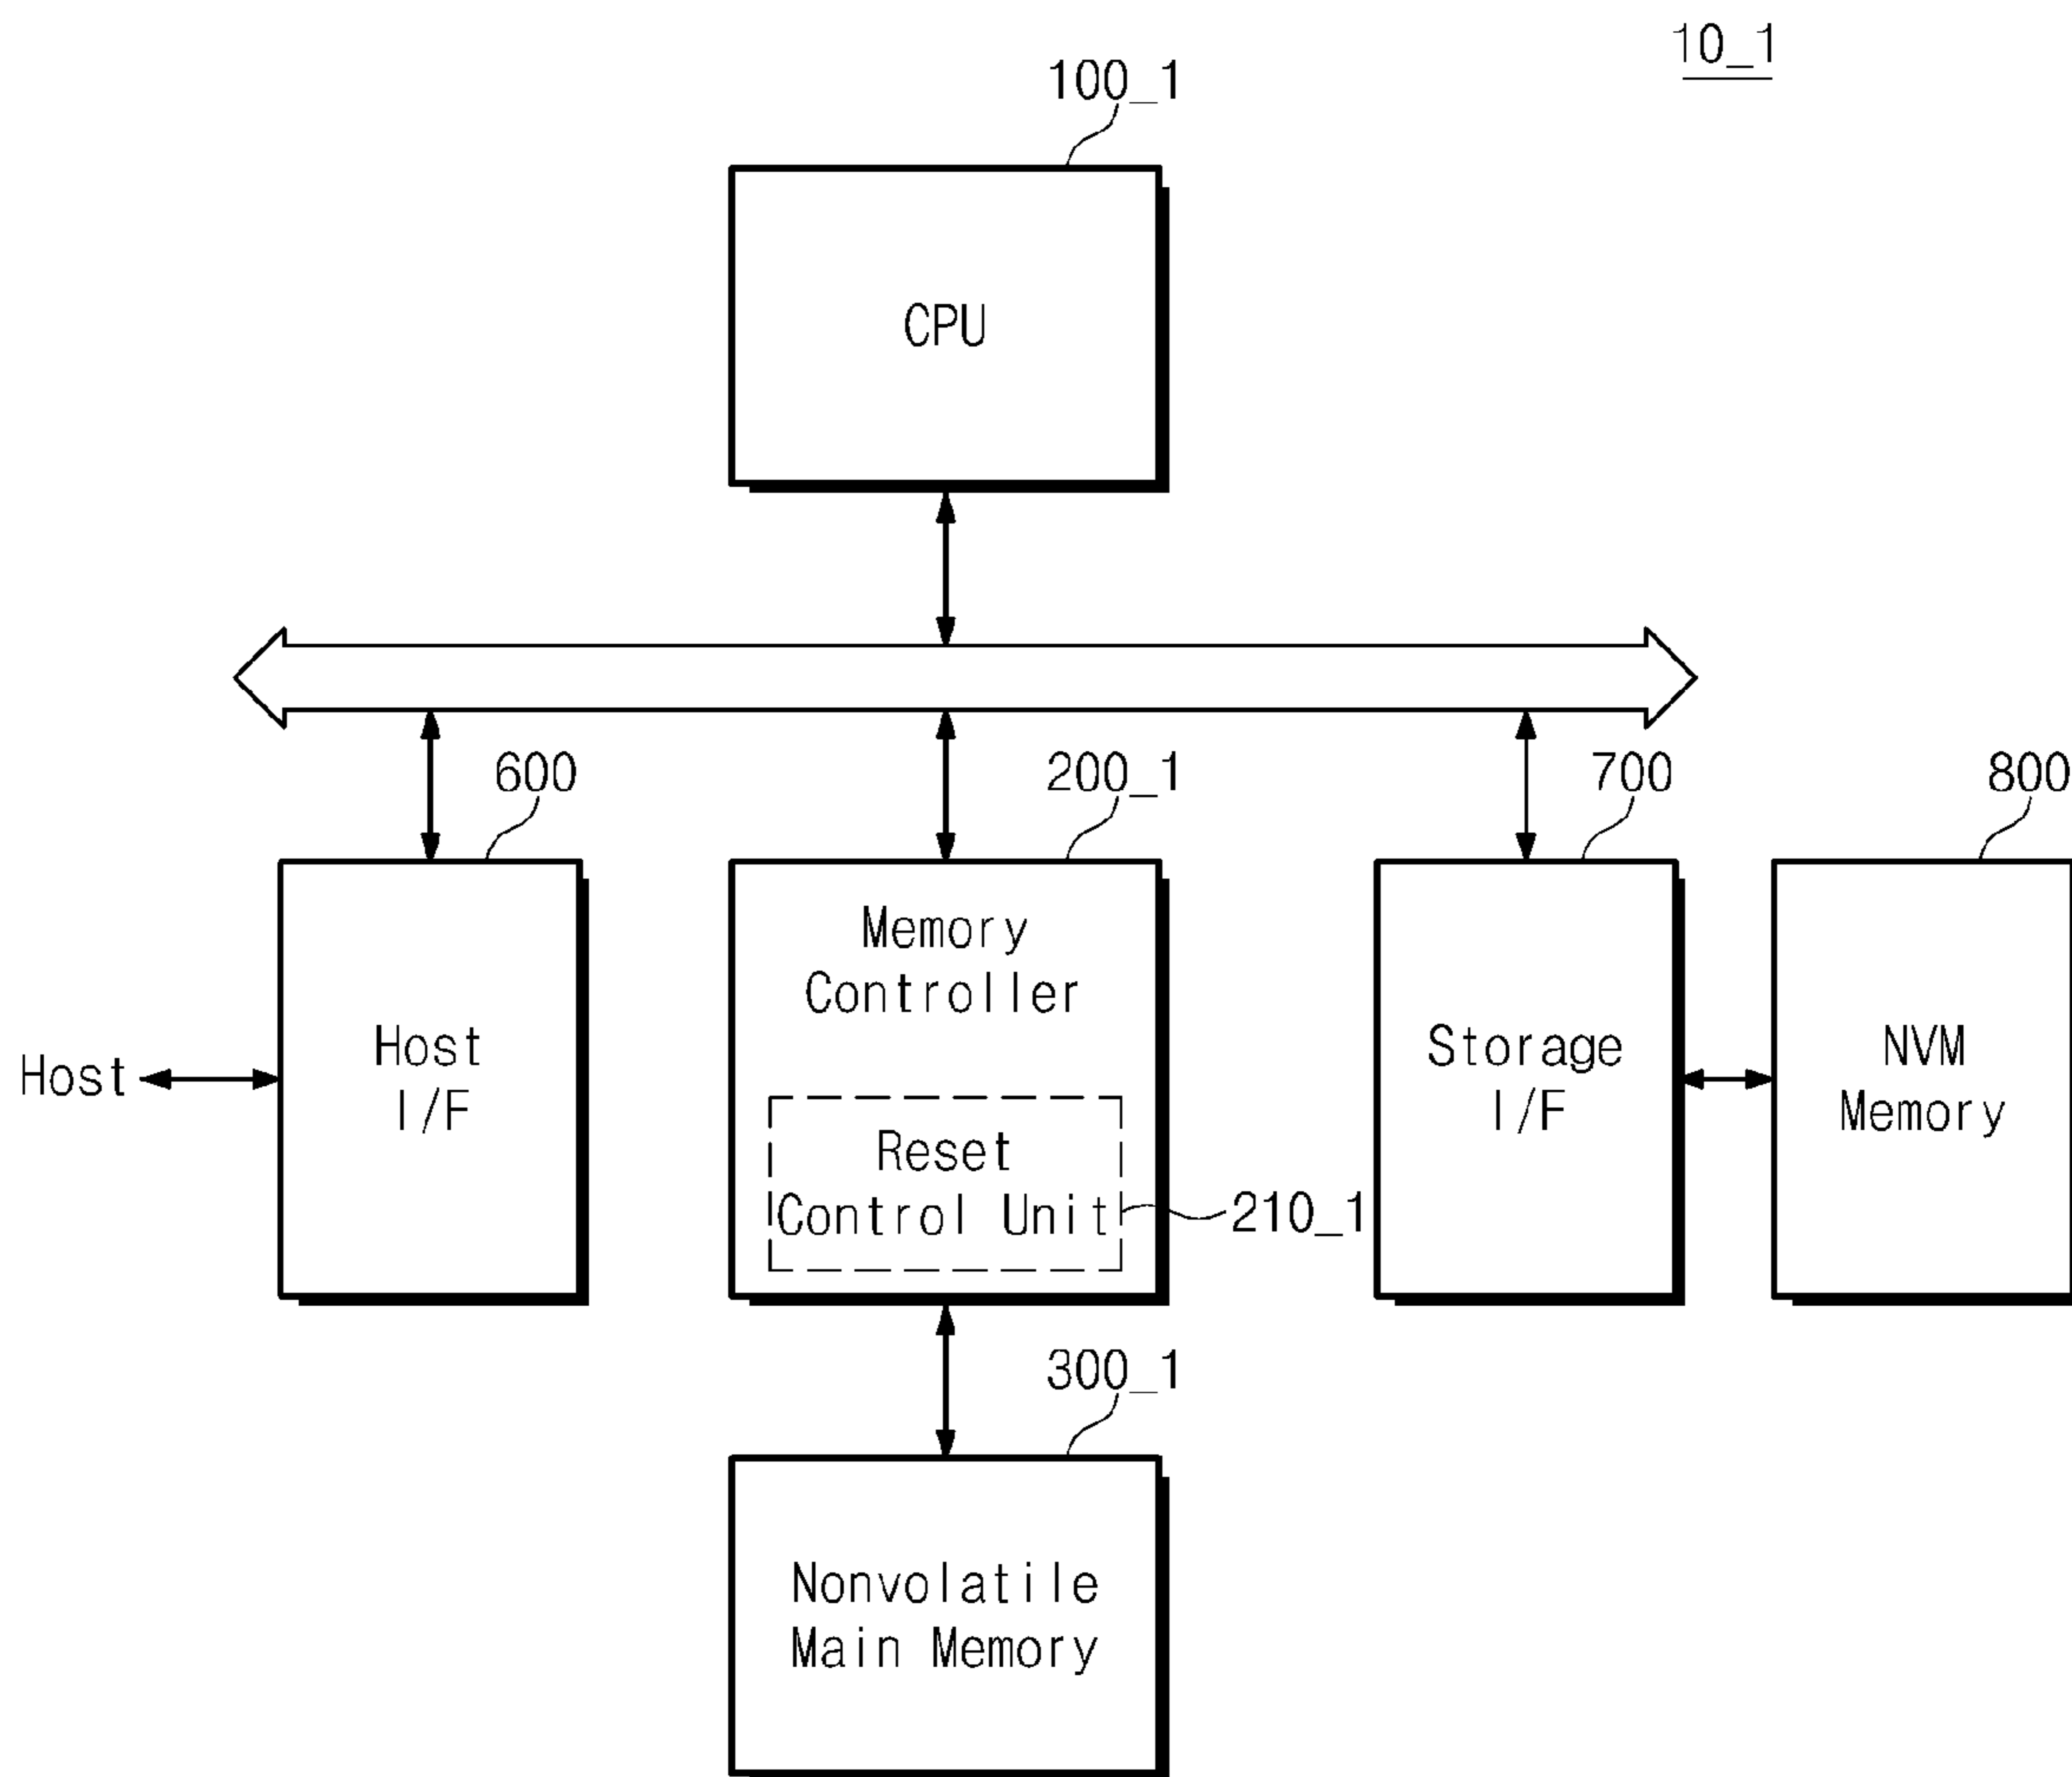 10_1
100_1
CPU
600
200_1
700
800
Memory
Controller
Host
I/F
Storage
I/F
NVM
Memory
Host
Reset
Control Unit
210_1
300_1
Nonvolatile
Main Memory